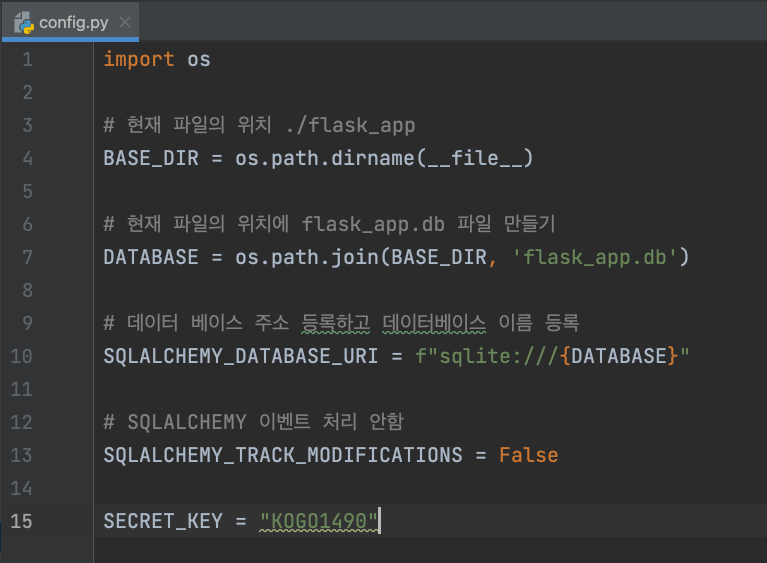 config.py
1 import os
2
3 # 현재 파일의 위치 ./flask_app
4 BASE_DIR = os.path.dirname(__file__)
5
6 # 현재 파일의 위치에 flask_app.db 파일 만들기
7 DATABASE = os.path.join(BASE_DIR, 'flask_app.db')
8
9 # 데이터 베이스 주소 등록하고 데이터베이스 이름 등록
10 SQLALCHEMY_DATABASE_URI = f"sqlite:///{DATABASE}"
11
12 # SQLALCHEMY 이벤트 처리 안함
13 SQLALCHEMY_TRACK_MODIFICATIONS = False
14
15 SECRET_KEY = "KOGO1490"